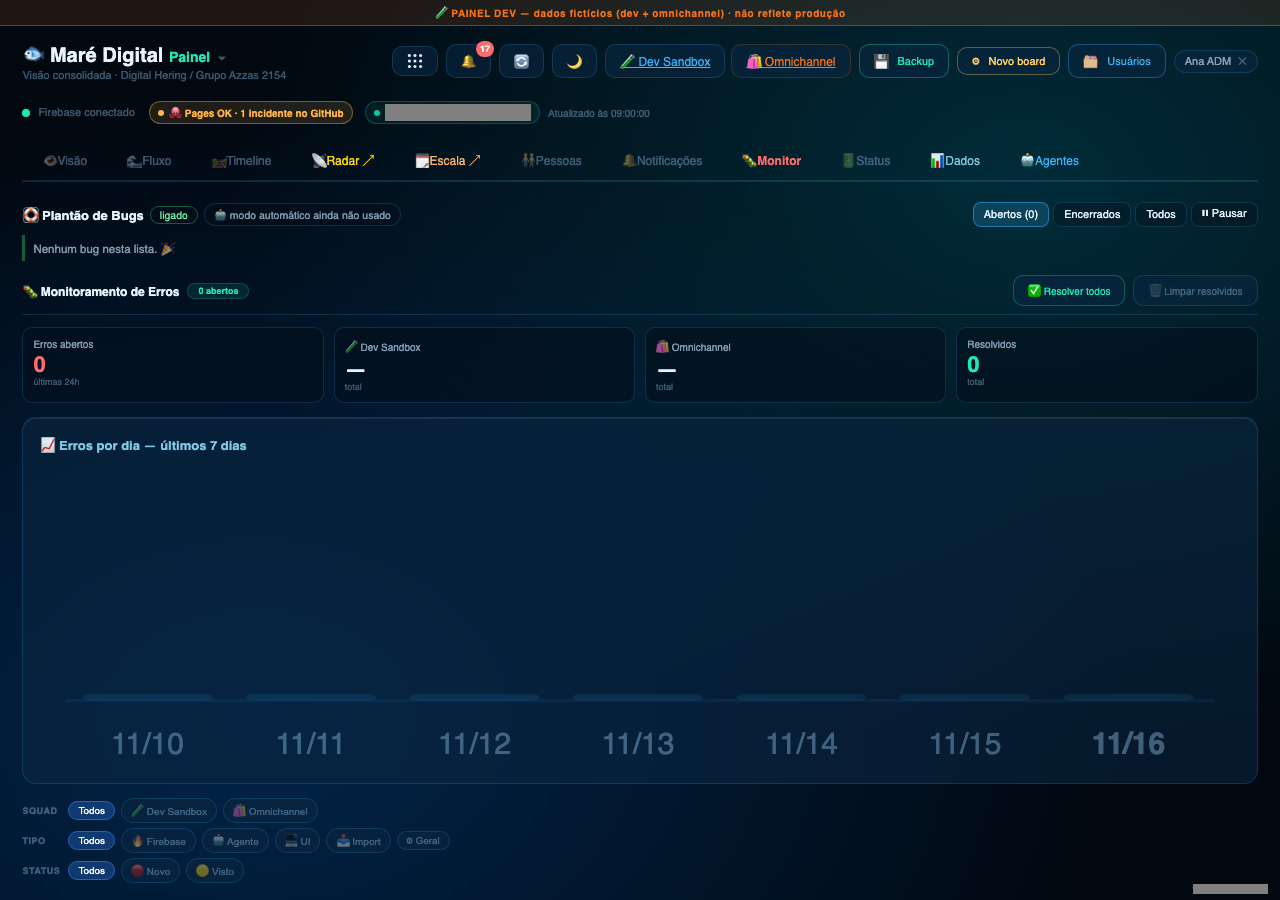 PAINEL DEV — dados fictícios (dev + omnichannel) · não reflete produção
Maré Digital Painel
Visão consolidada · Digital Hering / Grupo Azzas 2154
17
Dev Sandbox
Omnichannel
Backup
Novo board
Usuários
Ana ADM
Firebase conectado
Pages OK · 1 incidente no GitHub
Atualizado às 09:00:00
Visão
Fluxo
Timeline
Radar ↗
Escala ↗
Pessoas
Notificações
Monitor
Status
Dados
Agentes
Plantão de Bugs
ligado
modo automático ainda não usado
Abertos (0)
Encerrados
Todos
Pausar
Nenhum bug nesta lista.
Monitoramento de Erros
0 abertos
Resolver todos
Limpar resolvidos
Erros abertos
0
últimas 24h
Dev Sandbox
—
total
Omnichannel
—
total
Resolvidos
0
total
Erros por dia — últimos 7 dias
11/10 11/11 11/12 11/13 11/14 11/15 11/16
SQUAD Todos Dev Sandbox Omnichannel
TIPO Todos Firebase Agente UI Import Geral
STATUS Todos Novo Visto